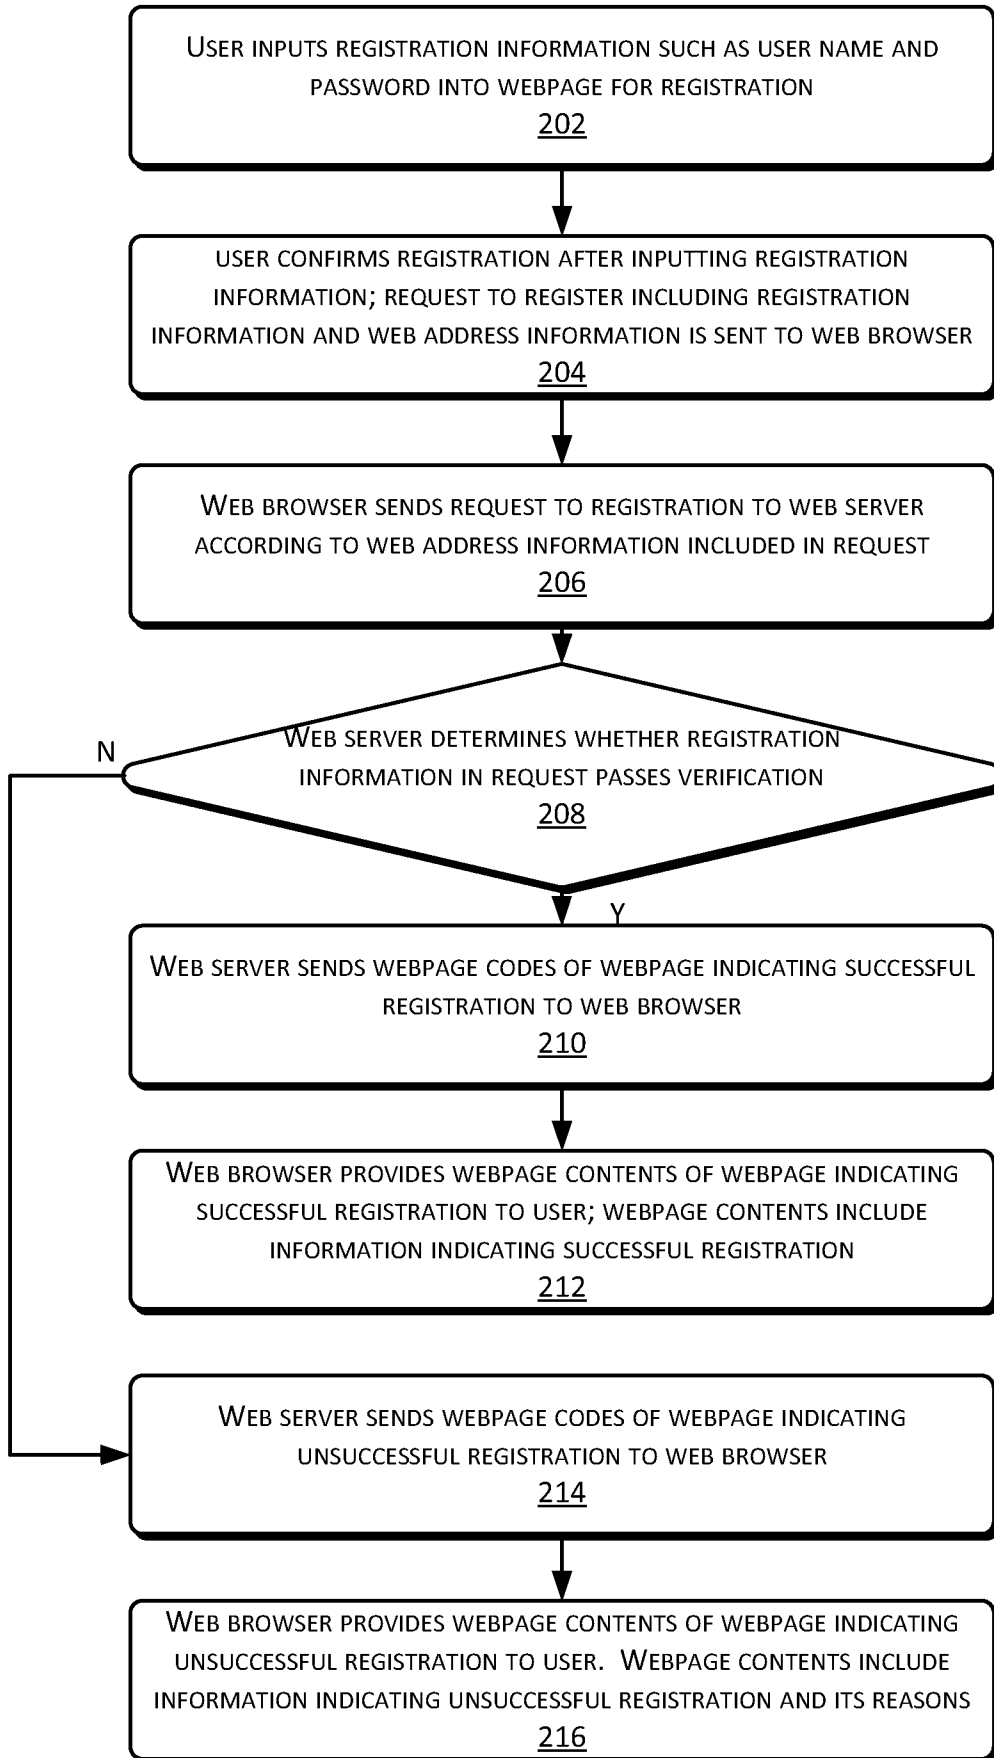 User inputs registration information such as user name and
password into webpage for registration
202
user confirms registration after inputting registration
information; request to register including registration
information and web address information is sent to web browser
204
Web browser sends request to registration to web server
according to web address information included in request
206
N
Web server determines whether registration
information in request passes verification
208
Y
Web server sends webpage codes of webpage indicating successful
registration to web browser
210
Web browser provides webpage contents of webpage indicating
successful registration to user; webpage contents include
information indicating successful registration
212
Web server sends webpage codes of webpage indicating
unsuccessful registration to web browser
214
Web browser provides webpage contents of webpage indicating
unsuccessful registration to user.  Webpage contents include
information indicating unsuccessful registration and its reasons
216